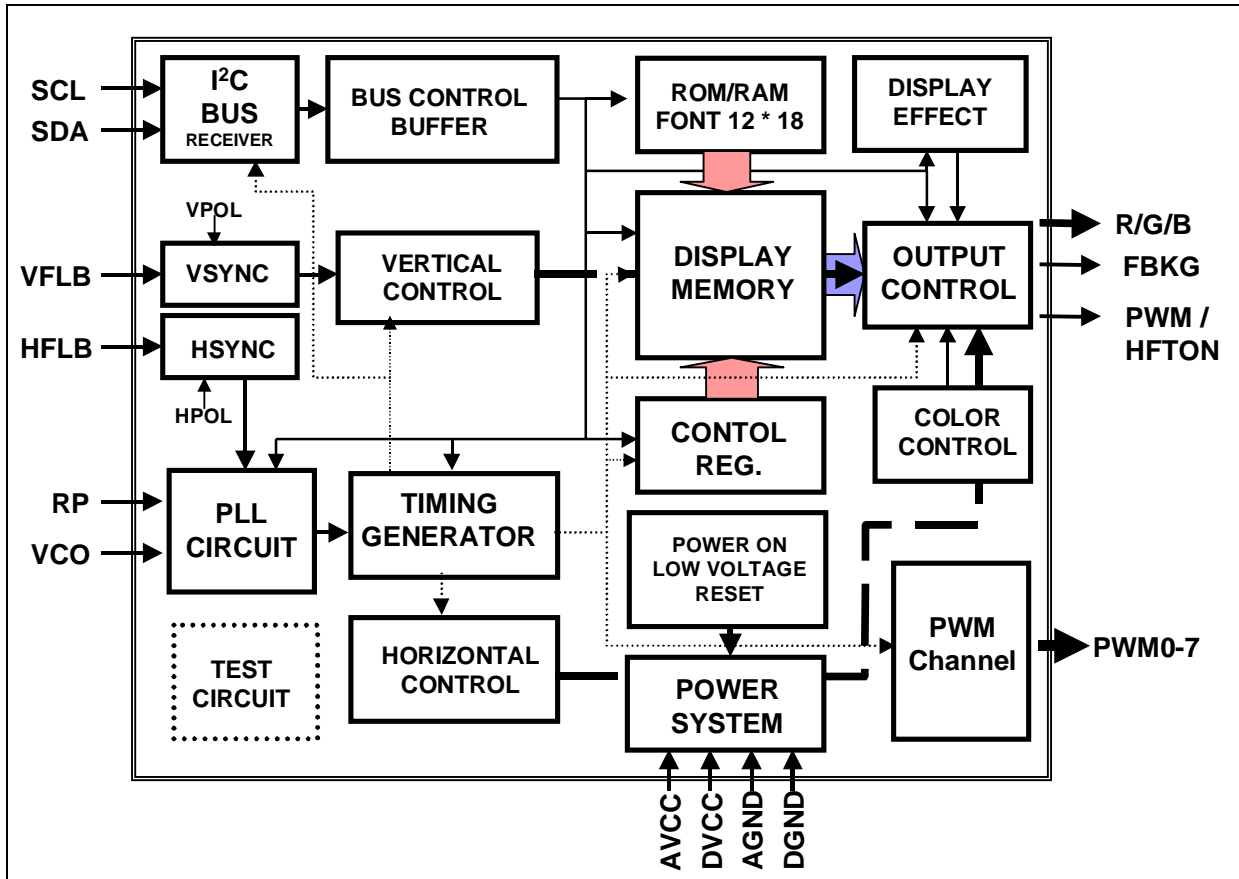 SCL
SDA
I²C
BUS
RECEIVER
BUS CONTROL
BUFFER
ROM/RAM
FONT 12 * 18
DISPLAY
EFFECT
VPOL
VFLB
VSYNC
VERTICAL
CONTROL
DISPLAY
MEMORY
OUTPUT
CONTROL
R/G/B
FBKG
PWM /
HFTON
HFLB
HSYNC
HPOL
CONTOL
REG.
COLOR
CONTROL
RP
VCO
PLL
CIRCUIT
TIMING
GENERATOR
POWER ON
LOW VOLTAGE
RESET
PWM
Channel
PWM0-7
TEST
CIRCUIT
HORIZONTAL
CONTROL
POWER
SYSTEM
AVCC
DVCC
AGND
DGND